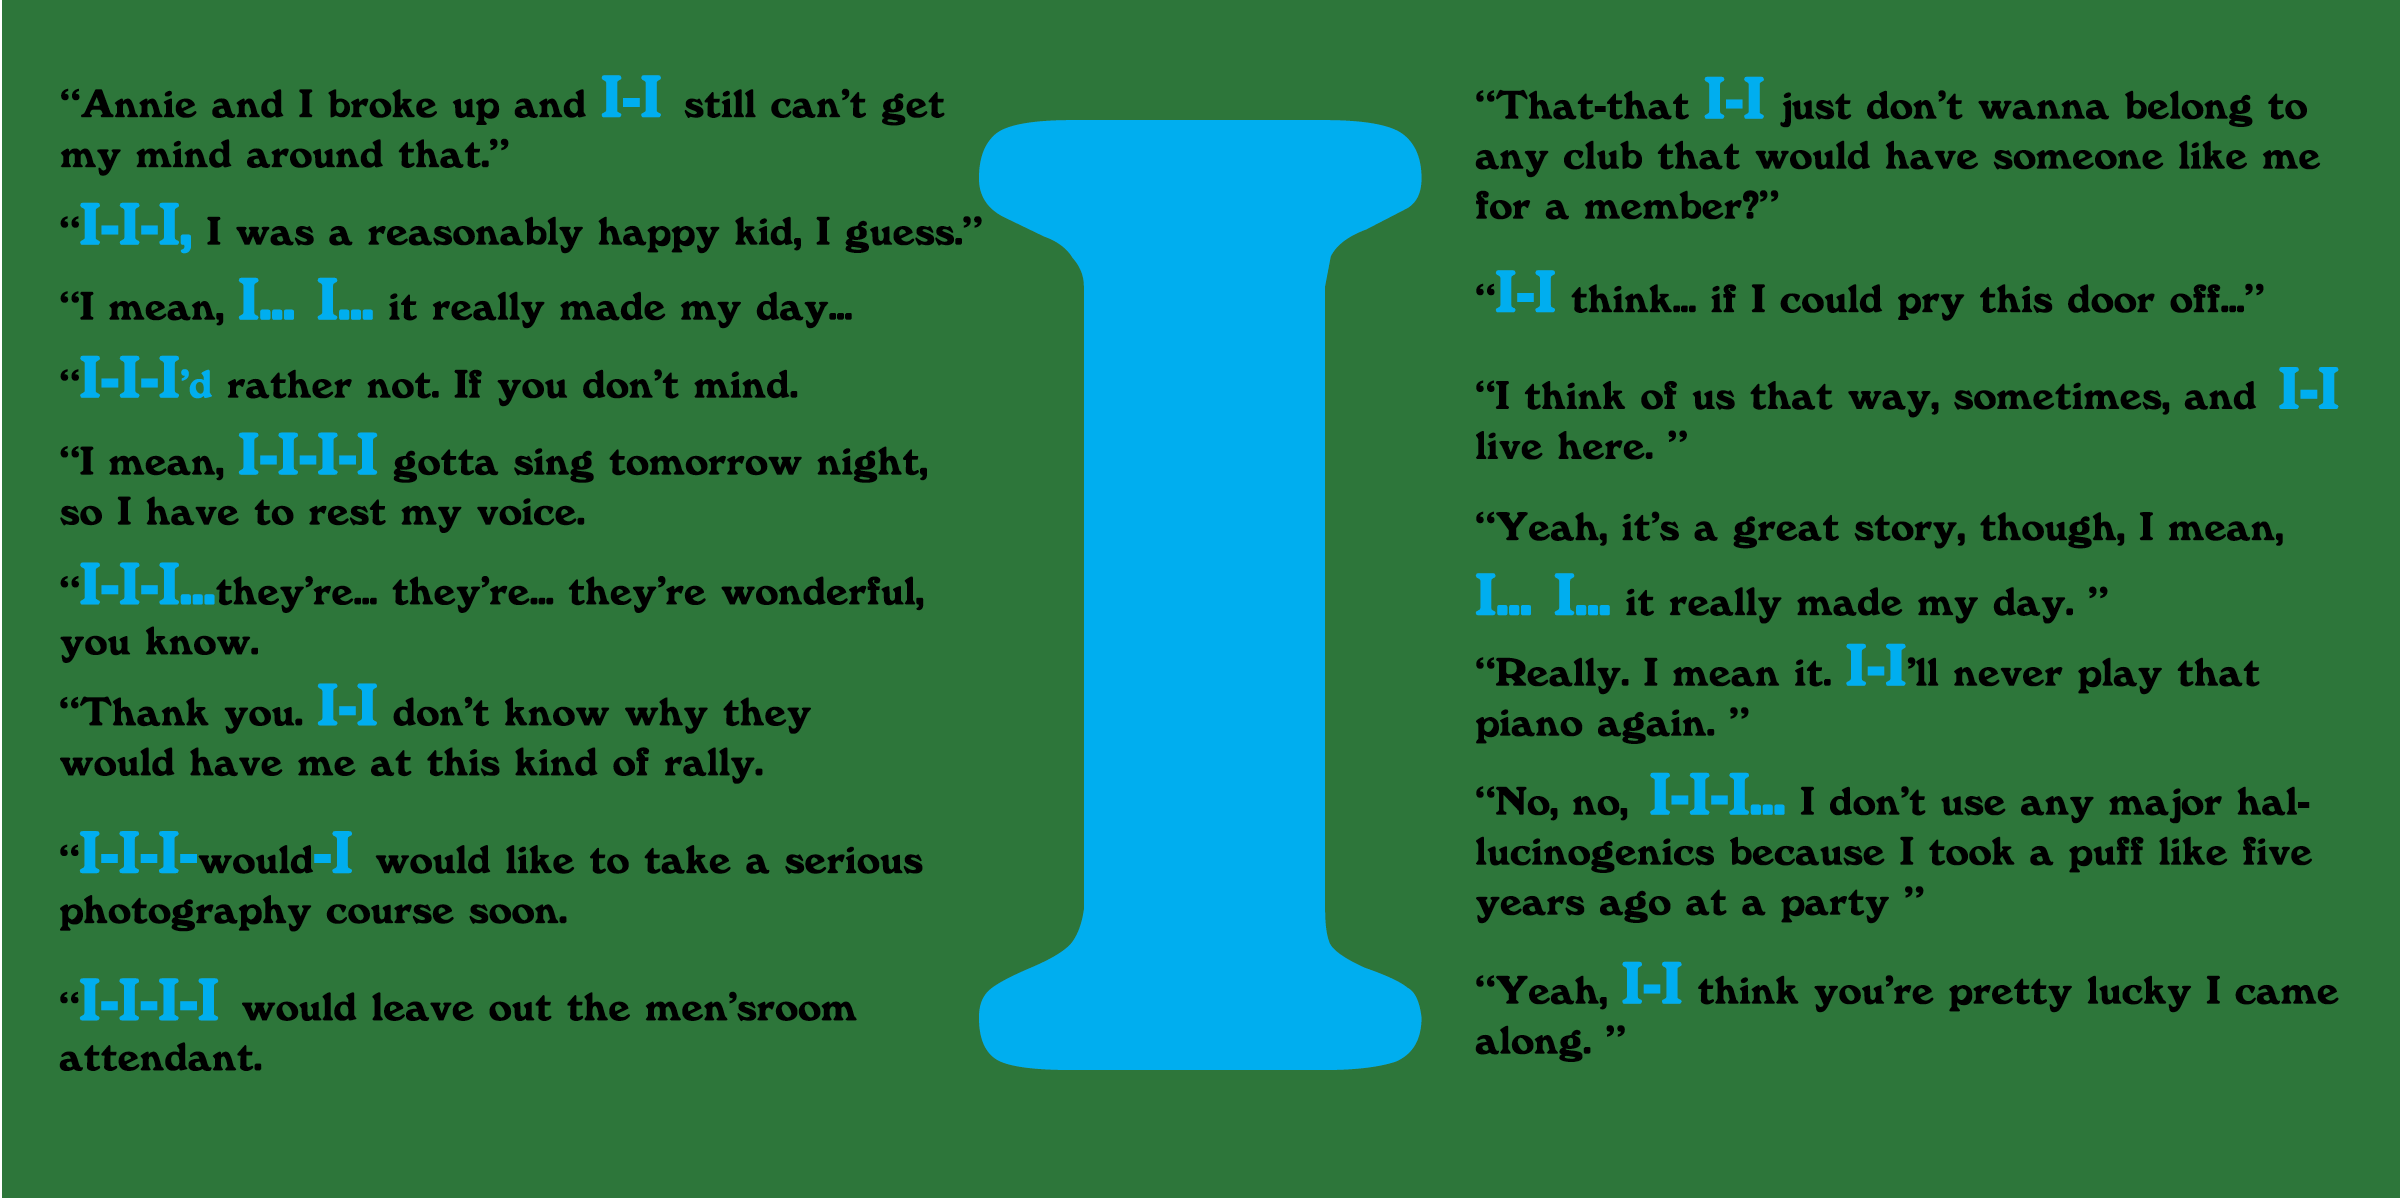 “Annie and I broke up and I-I still can’t get
my mind around that.”
“I-I-I, I was a reasonably happy kid, I guess.”
“I mean, I... I... it really made my day...
“I-I-I’d rather not. If you don’t mind.
“I mean, I-I-I-I gotta sing tomorrow night,
so I have to rest my voice.
“I-I-I...they’re... they’re... they’re wonderful,
you know.
“Thank you. I-I don’t know why they
would have me at this kind of rally.
“I-I-I-would-I would like to take a serious
photography course soon.
“I-I-I-I would leave out the men’sroom
attendant.
I
“That-that I-I just don’t wanna belong to
any club that would have someone like me
for a member?”
“I-I think... if I could pry this door off...”
“I think of us that way, sometimes, and I-I
live here. ”
“Yeah, it’s a great story, though, I mean,
I... I... it really made my day. ”
“Really. I mean it. I-I’ll never play that
piano again. ”
“No, no, I-I-I... I don’t use any major hal-
lucinogenics because I took a puff like five
years ago at a party ”
“Yeah, I-I think you’re pretty lucky I came
along. ”